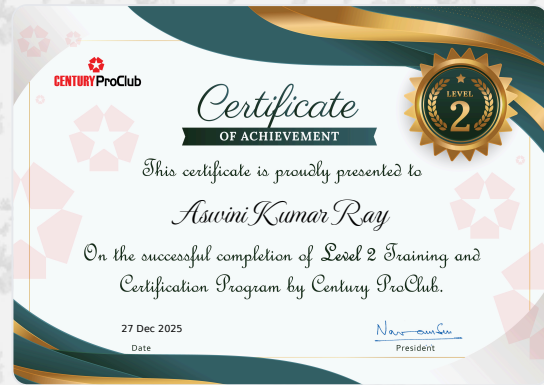 CENTURY ProClub
Certificate
OF ACHIEVEMENT
LEVEL
2
This certificate is proudly presented to
Aswini Kumar Ray
On the successful completion of Level 2 Training and
Certification Program by Century ProClub.
27 Dec 2025
Date
President